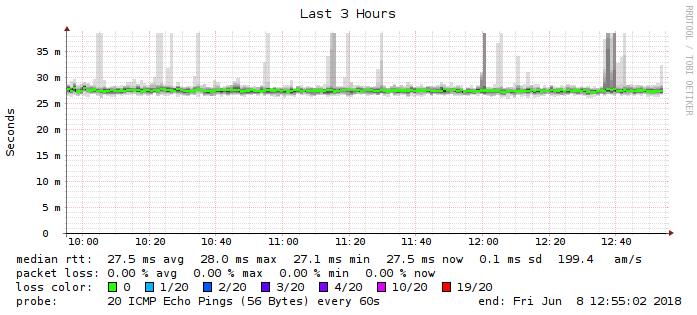 Last 3 Hours
RRDTOOL / TOBI OETIKER
Seconds
35 m
30 m
25 m
20 m
15 m
10 m
5 m
0
10:00 10:20 10:40 11:00 11:20 11:40 12:00 12:20 12:40
median rtt: 27.5 ms avg 28.0 ms max 27.1 ms min 27.5 ms now 0.1 ms sd 199.4 am/s
packet loss: 0.00 % avg 0.00 % max 0.00 % min 0.00 % now
loss color: 0 1/20 2/20 3/20 4/20 10/20 19/20
probe: 20 ICMP Echo Pings (56 Bytes) every 60s end: Fri Jun 8 12:55:02 2018